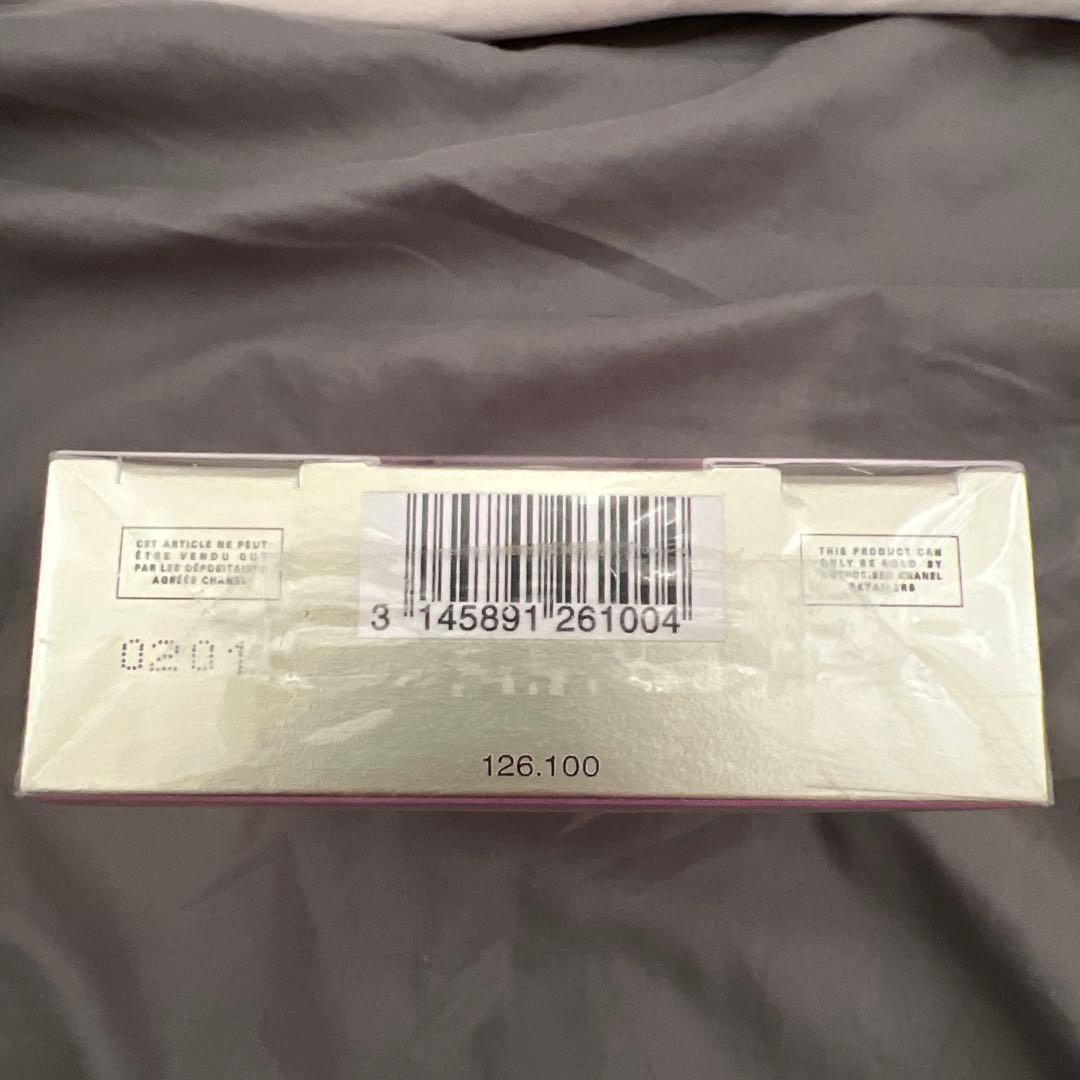 CET ARTICLE NE PEUT
ÊTRE VENDU QUE
PAR LES DÉPOSITAIRES
AGRÉÉS CHANEL
THIS PRODUCT CAN
ONLY BE SOLD BY
AUTHORISED CHANEL
RETAILERS
3 145891 261004
0201
126.100